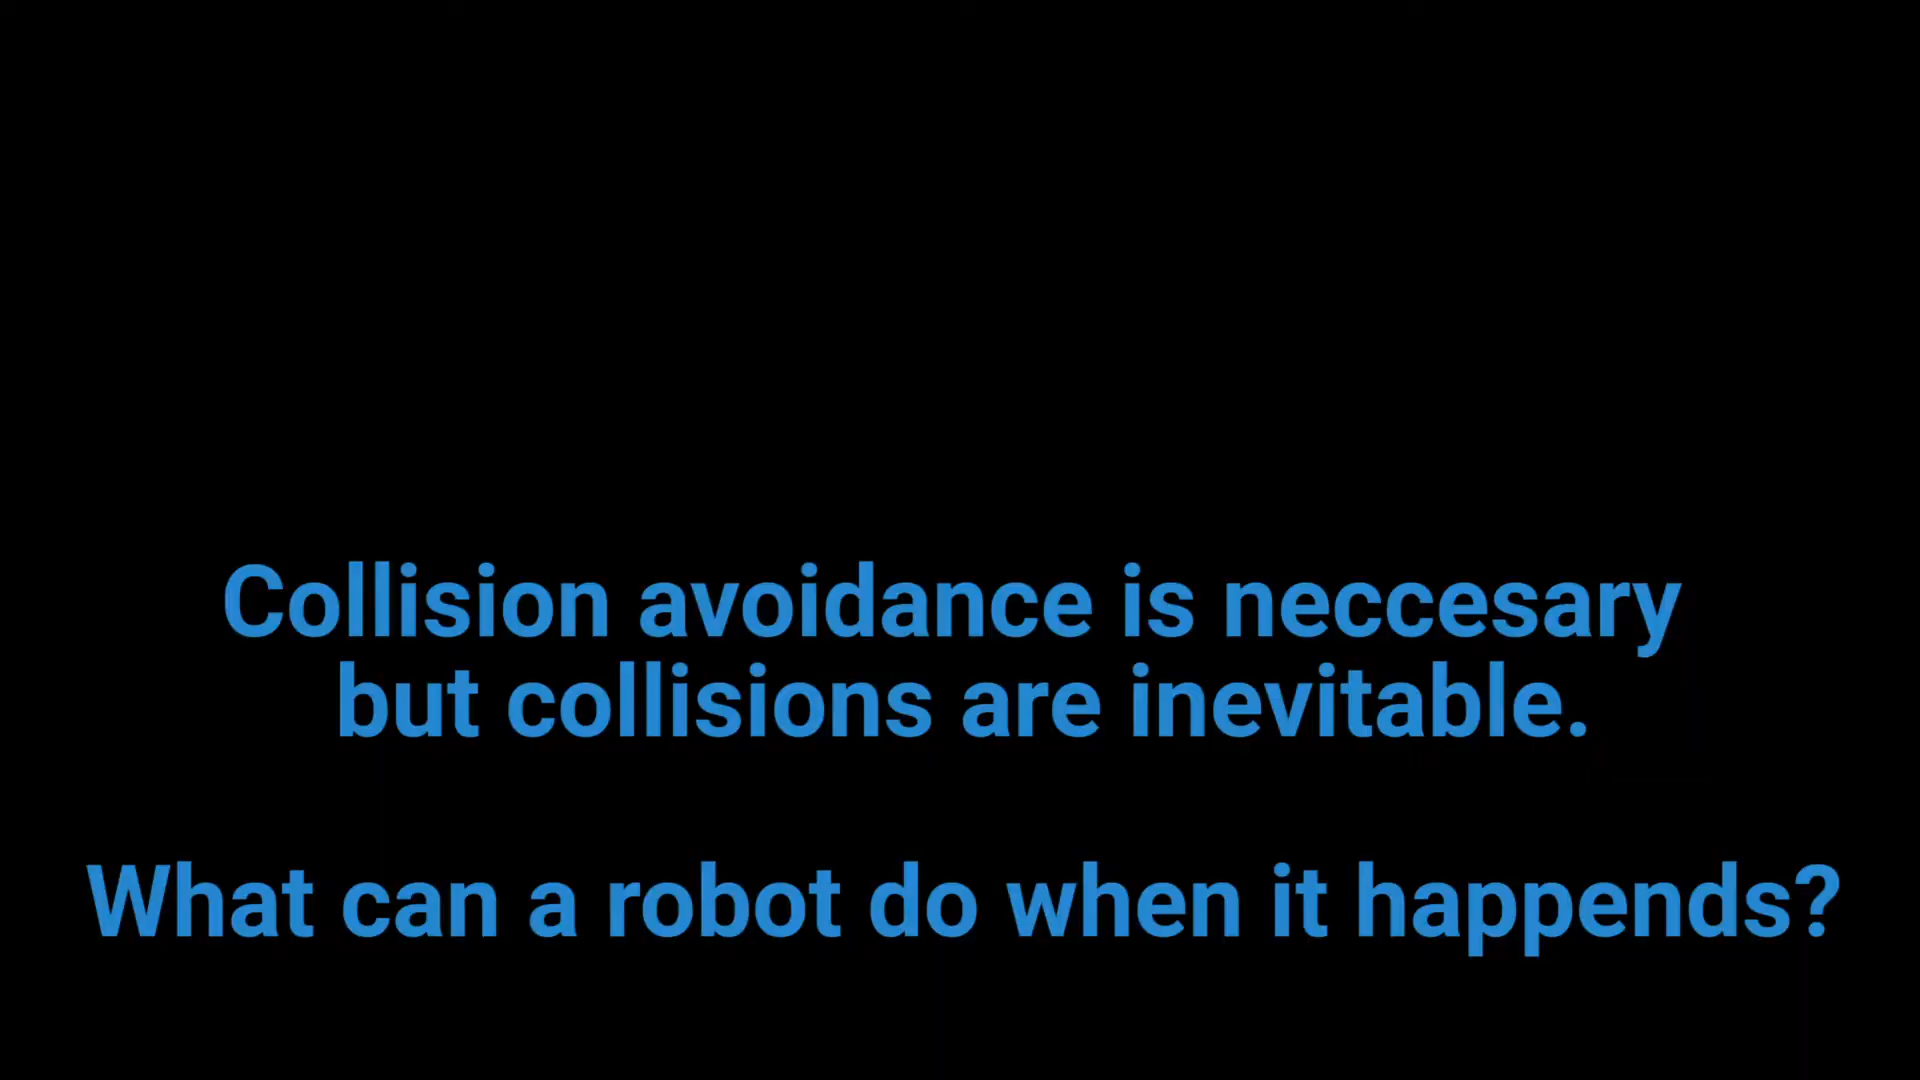 Collision avoidance is neccesary
but collisions are inevitable.
What can a robot do when it happends?